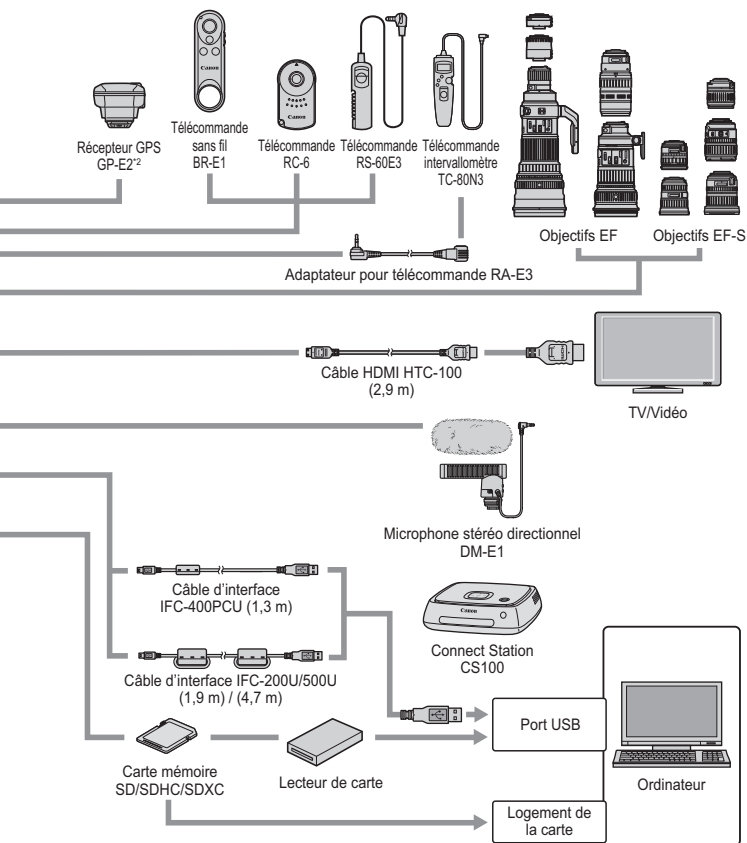 Canon
Canon
Récepteur GPS
GP-E2*2
Télécommande
sans fil
BR-E1
Télécommande
RC-6
Télécommande
RS-60E3
Télécommande
intervallomètre
TC-80N3
Objectifs EF
Objectifs EF-S
Adaptateur pour télécommande RA-E3
Câble HDMI HTC-100
(2,9 m)
TV/Vidéo
Microphone stéréo directionnel
DM-E1
Câble d'interface
IFC-400PCU (1,3 m)
Canon
Connect Station
CS100
Câble d'interface IFC-200U/500U
(1,9 m) / (4,7 m)
Port USB
Carte mémoire
SD/SDHC/SDXC
Lecteur de carte
Ordinateur
Logement de
la carte